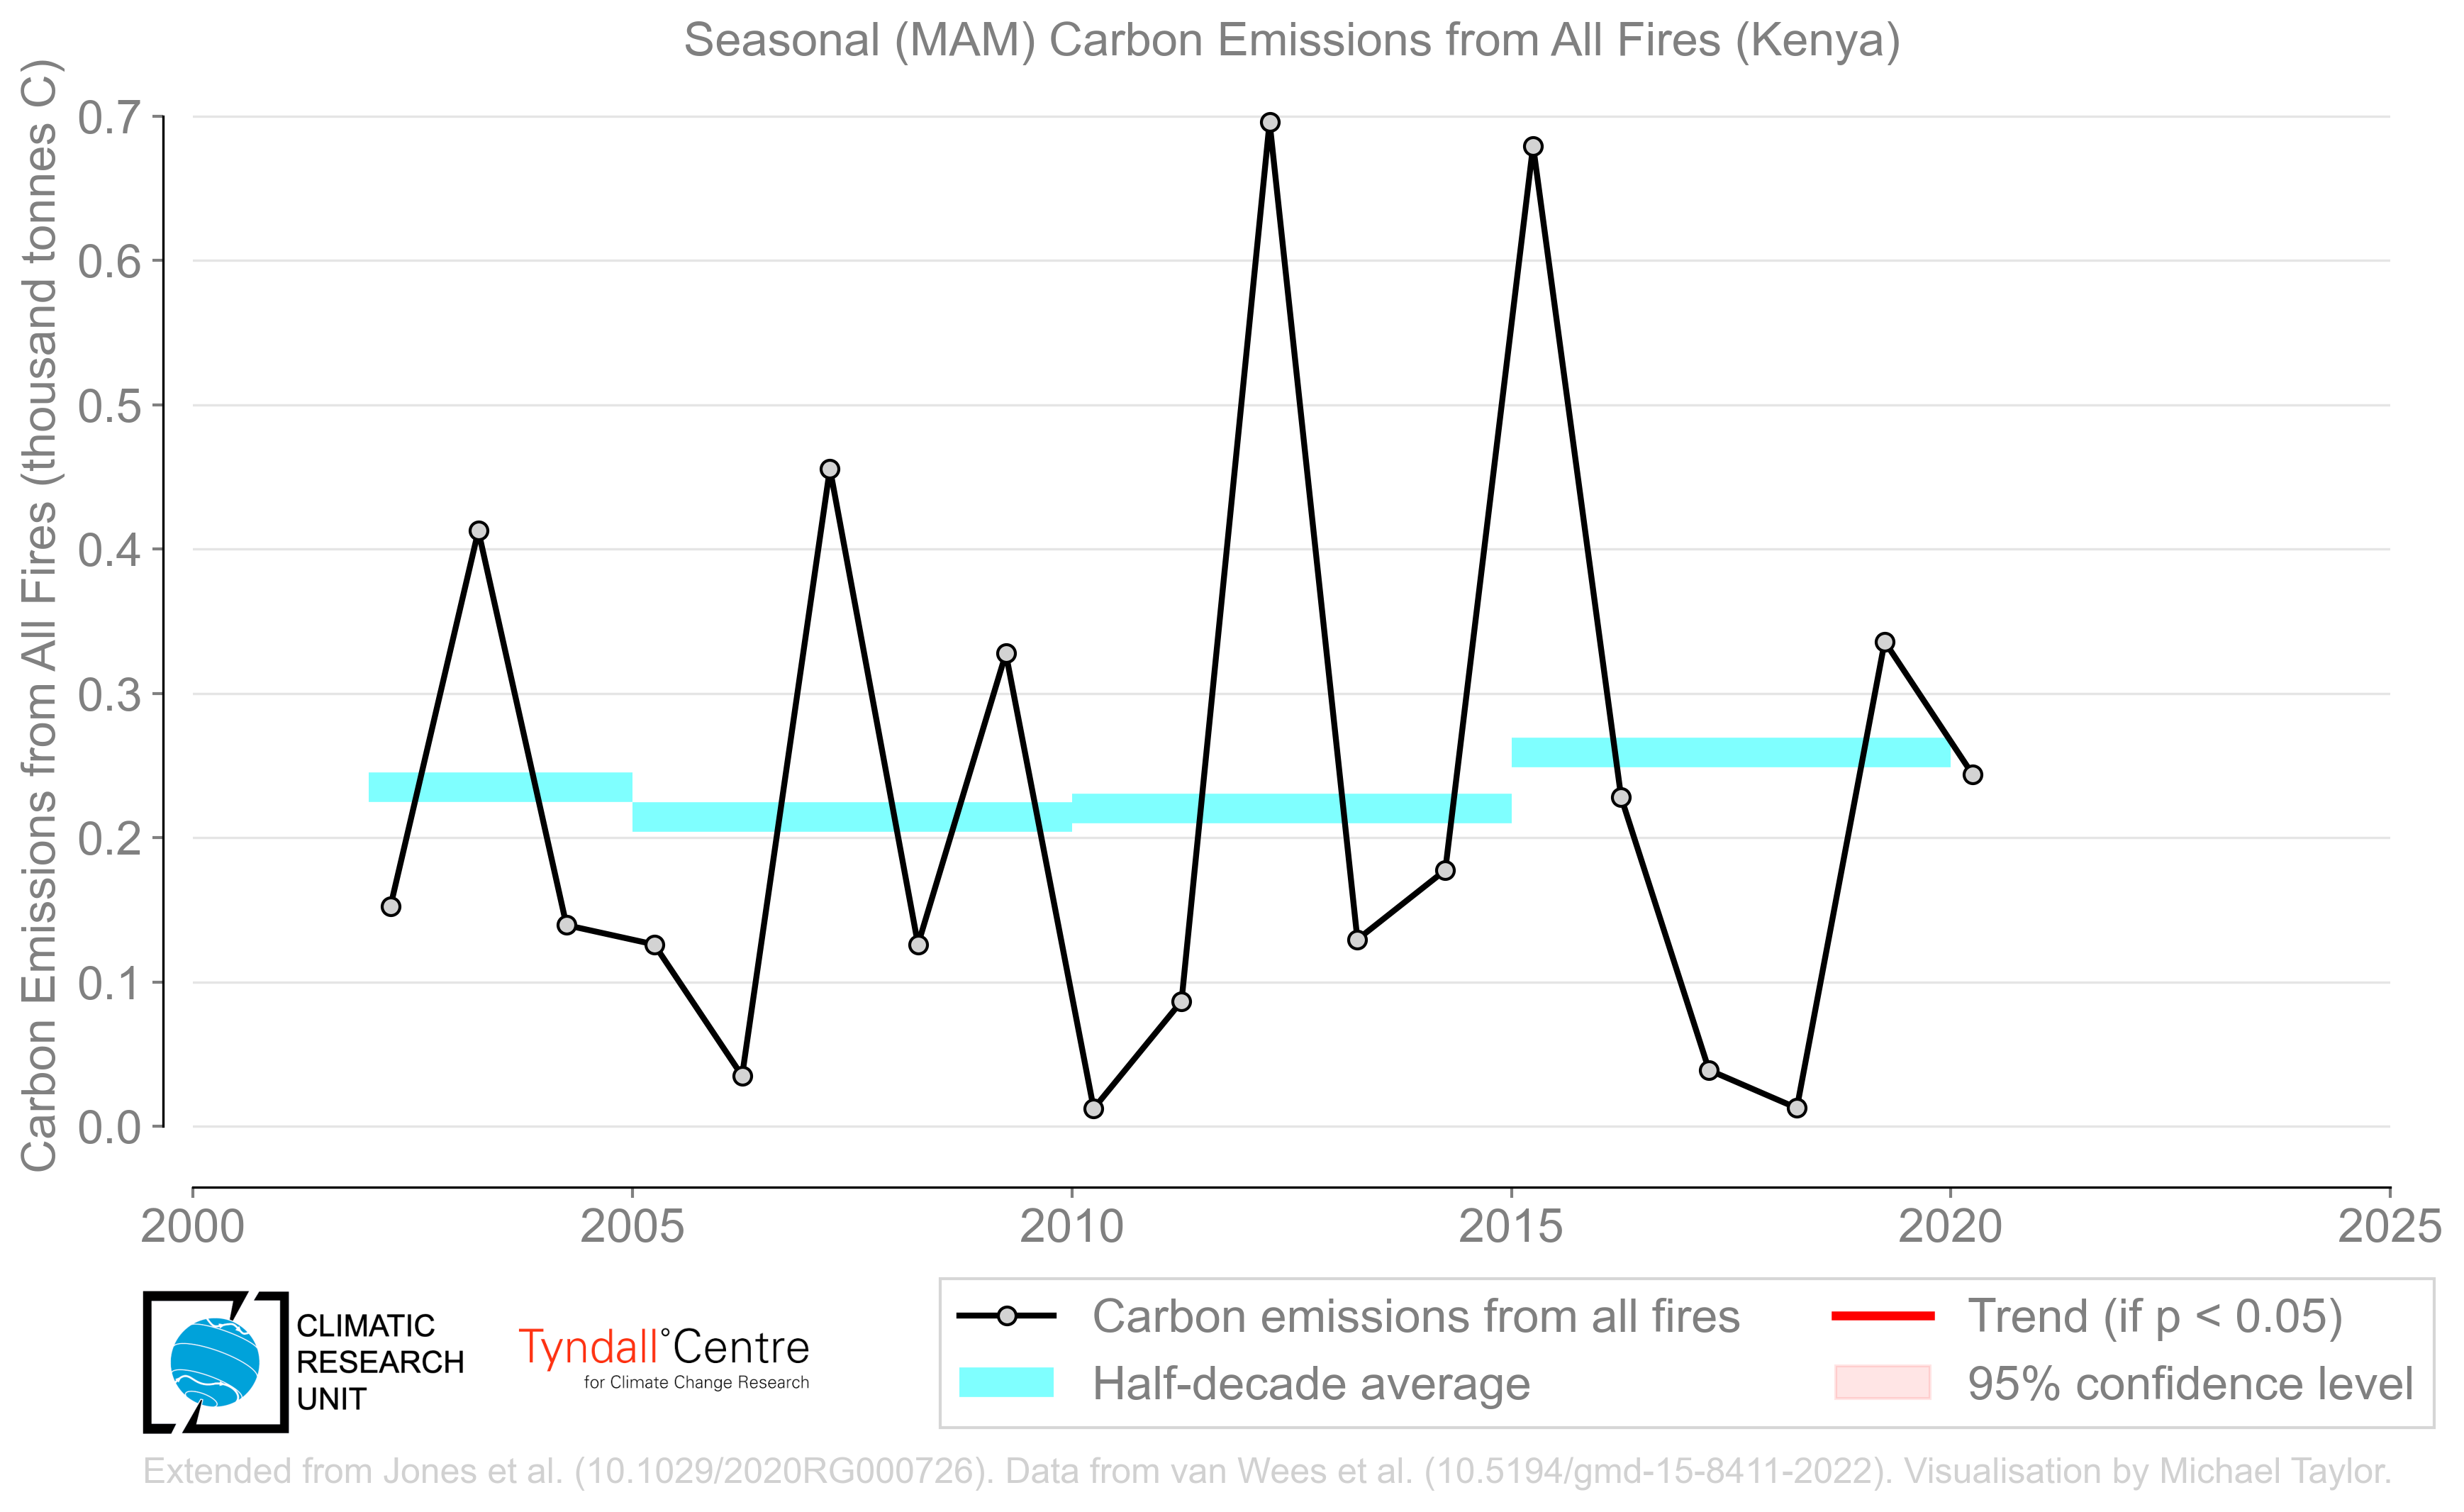 Seasonal (MAM) Carbon Emissions from All Fires (Kenya)
Carbon Emissions from All Fires (thousand tonnes C)
0.7
0.6
0.5
0.4
0.3
0.2
0.1
0.0
2000 2005 2010 2015 2020 2025
CLIMATIC
RESEARCH
UNIT
Tyndall°Centre
for Climate Change Research
Carbon emissions from all fires
Half-decade average
Trend (if p < 0.05)
95% confidence level
Extended from Jones et al. (10.1029/2020RG000726). Data from van Wees et al. (10.5194/gmd-15-8411-2022). Visualisation by Michael Taylor.